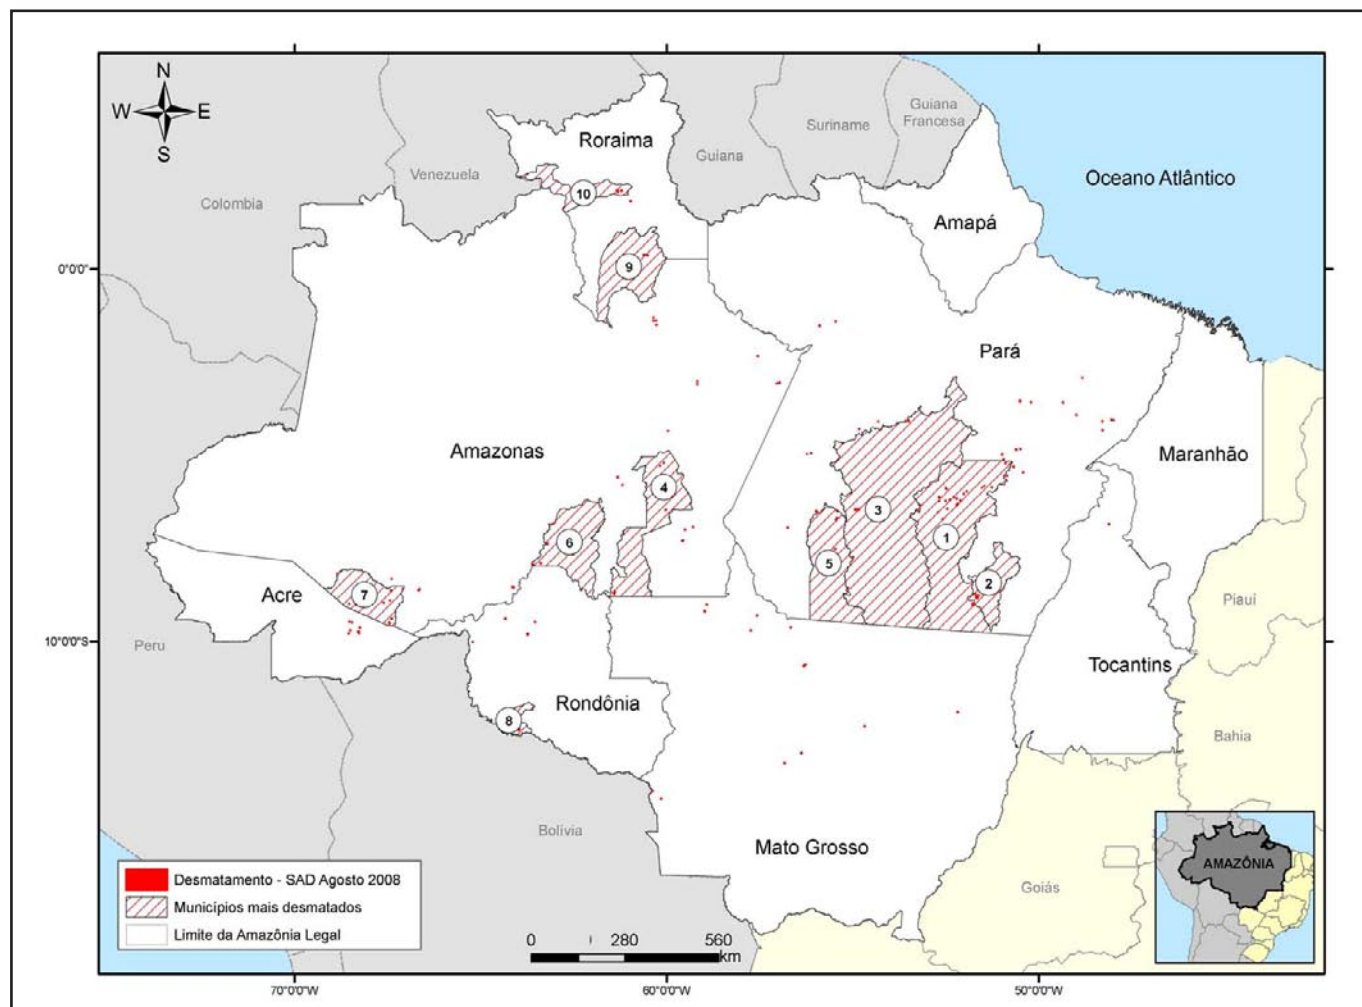 N
W E
S
Roraima
Guiana
Suriname
Guiana
Francesa
Venezuela
Colombia
Oceano Atlântico
Amapá
10
9
0°0'0"
Pará
Amazonas
Maranhão
4
3
6
1
5
2
7
Acre
Piauí
10°0'0"S
Peru
Tocantins
Rondônia
8
Bahia
Bolívia
Mato Grosso
Goiás
AMAZÔNIA
Desmatamento - SAD Agosto 2008
Municípios mais desmatados
Limite da Amazônia Legal
0 280 560
km
70°0'0"W 60°0'0"W 50°0'0"W